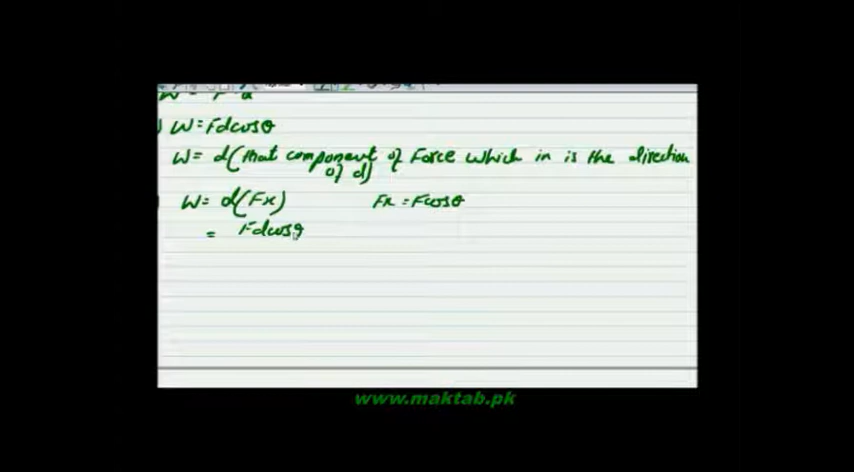 W = Fdcosθ
W = d(that component of Force which in is the direction
of d)
W = d(Fx) Fx = Fcosθ
= Fdcosθ
www.maktab.pk